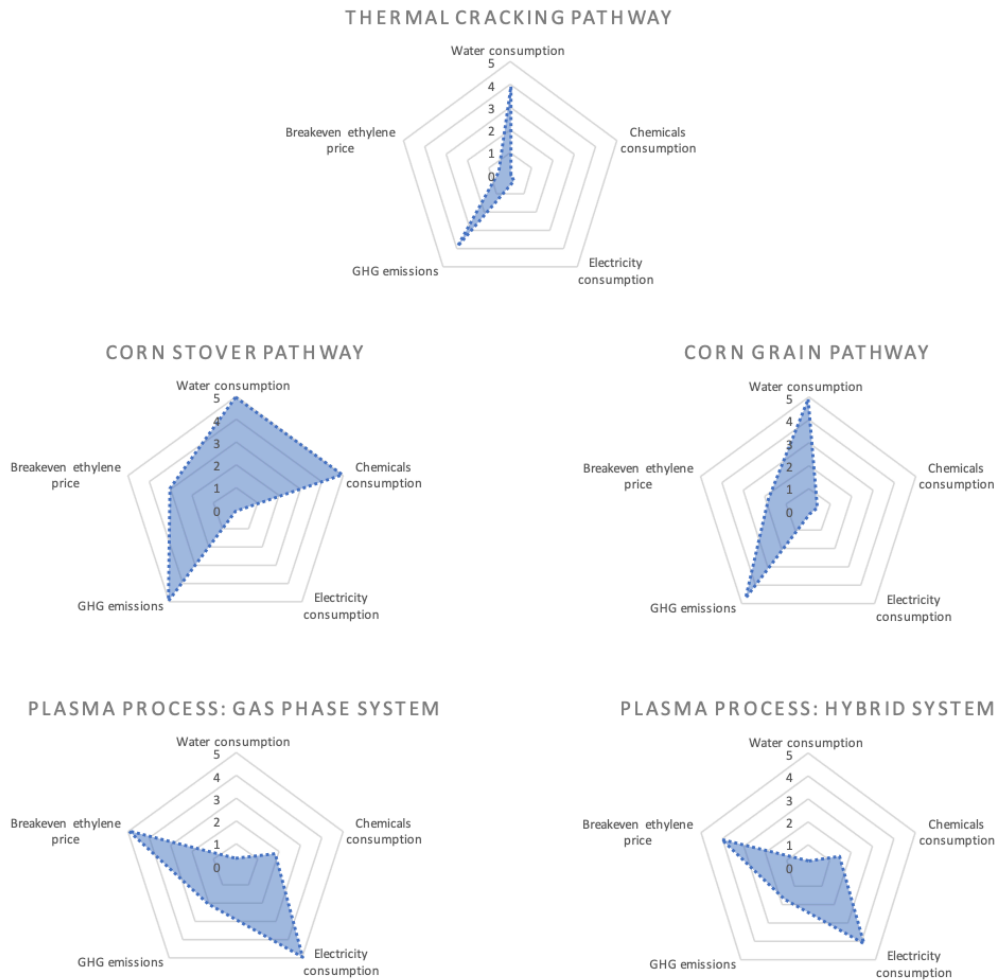 THERMAL CRACKING PATHWAY
Water consumption
5
4
3
2
1
0
Breakeven ethylene
price
Chemicals
consumption
GHG emissions
Electricity
consumption
CORN STOVER PATHWAY
Water consumption
5
4
3
2
1
0
Breakeven ethylene
price
Chemicals
consumption
GHG emissions
Electricity
consumption
CORN GRAIN PATHWAY
Water consumption
5
4
3
2
1
0
Breakeven ethylene
price
Chemicals
consumption
GHG emissions
Electricity
consumption
PLASMA PROCESS: GAS PHASE SYSTEM
Water consumption
5
4
3
2
1
0
Breakeven ethylene
price
Chemicals
consumption
GHG emissions
Electricity
consumption
PLASMA PROCESS: HYBRID SYSTEM
Water consumption
5
4
3
2
1
0
Breakeven ethylene
price
Chemicals
consumption
GHG emissions
Electricity
consumption